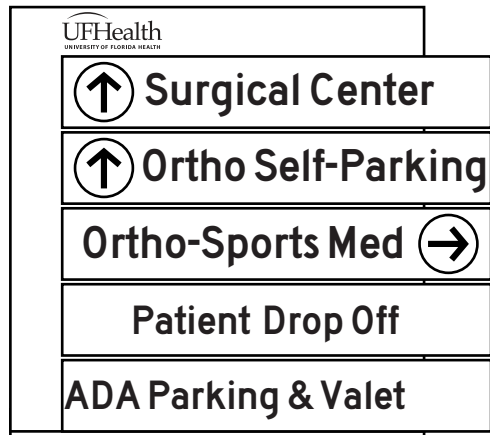 UFHealth
UNIVERSITY OF FLORIDA HEALTH
Surgical Center
Ortho Self-Parking
Ortho-Sports Med
Patient Drop Off
ADA Parking & Valet